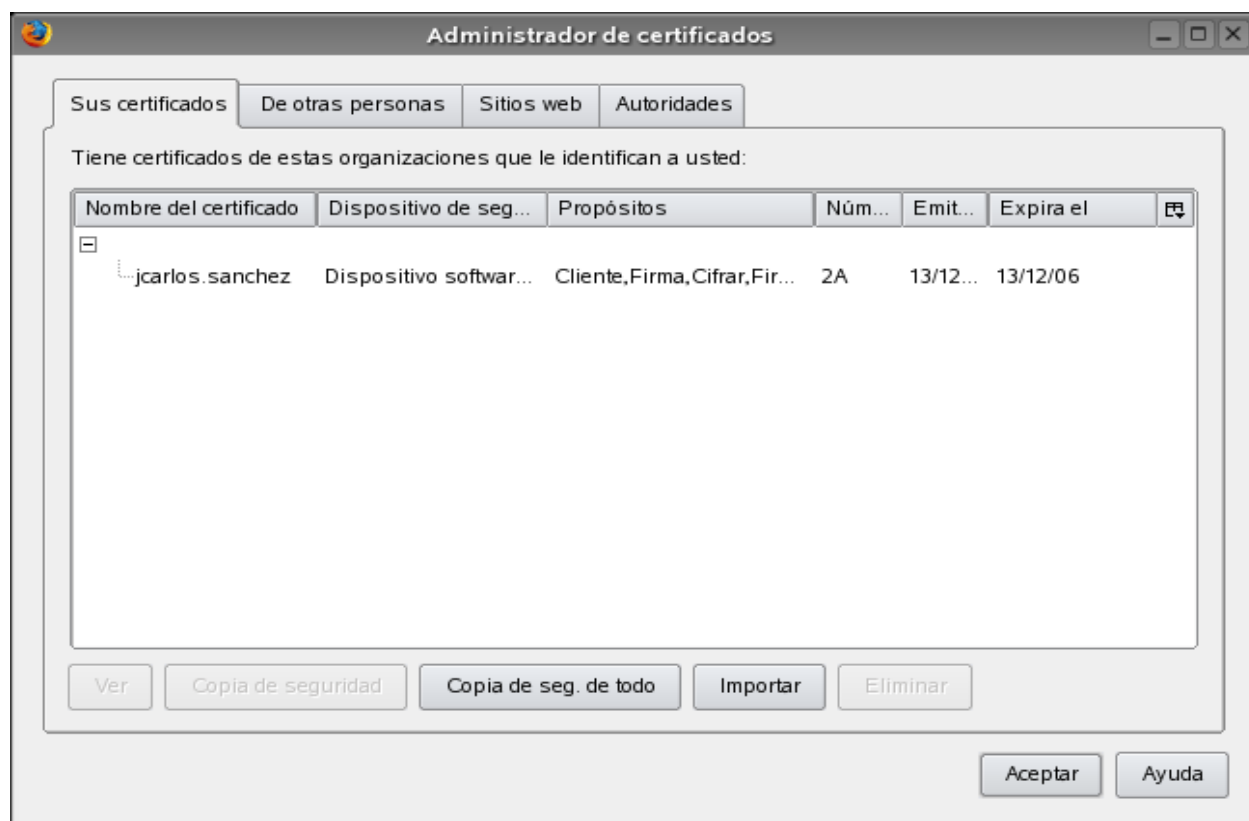 Administrador de certificados
Sus certificados De otras personas Sitios web Autoridades
Tiene certificados de estas organizaciones que le identifican a usted:
Nombre del certificado Dispositivo de seg... Propósitos Núm... Emit... Expira el
jcarlos.sanchez Dispositivo softwar... Cliente,Firma,Cifrar,Fir... 2A 13/12... 13/12/06
Ver Copia de seguridad Copia de seg. de todo Importar Eliminar
Aceptar Ayuda